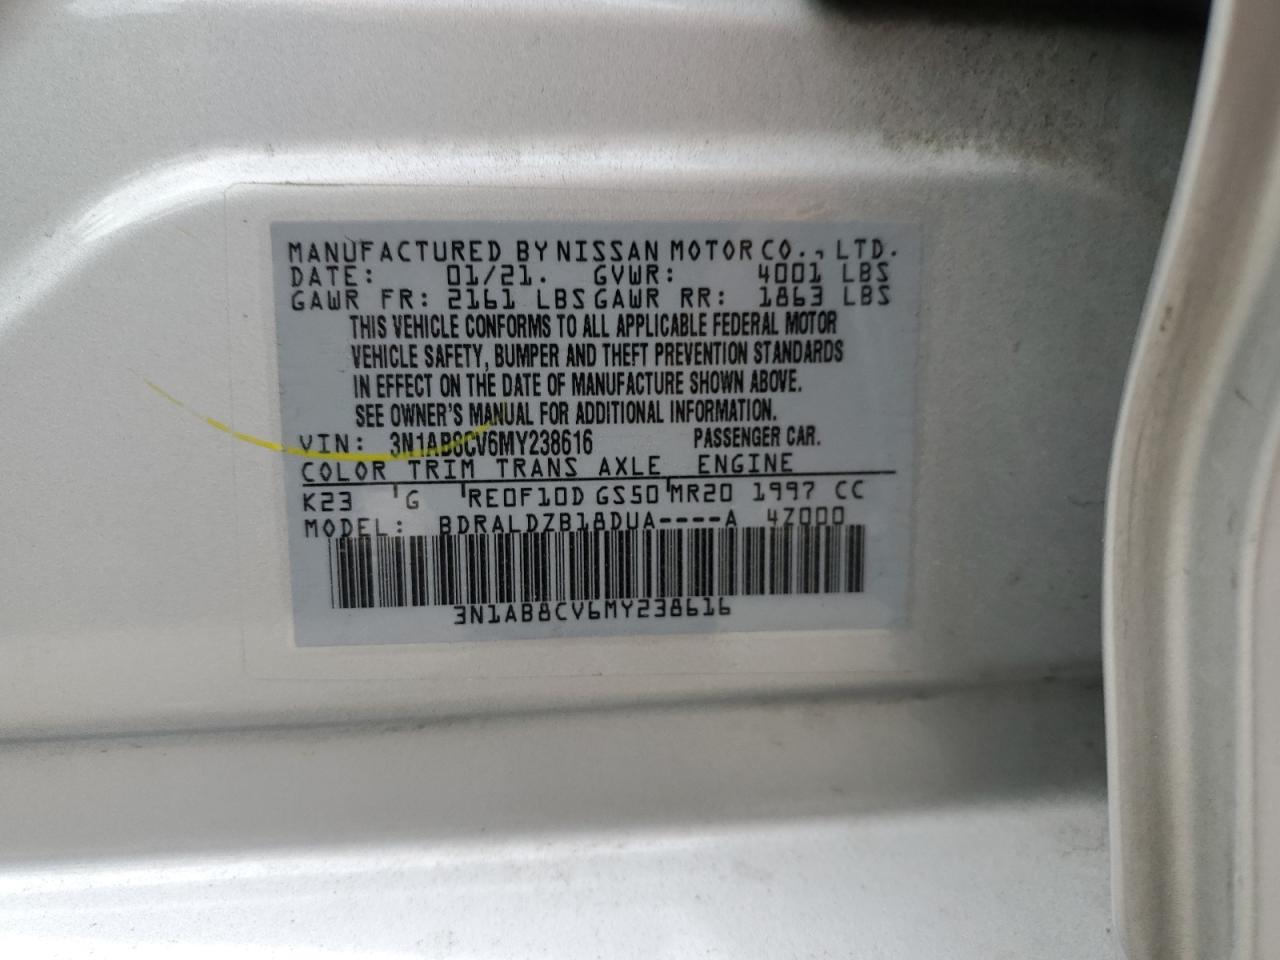 MANUFACTURED BY NISSAN MOTOR CO., LTD.
DATE: 01/21. GVWR: 4001 LBS
GAWR FR: 2161 LBS GAWR RR: 1863 LBS
THIS VEHICLE CONFORMS TO ALL APPLICABLE FEDERAL MOTOR
VEHICLE SAFETY, BUMPER AND THEFT PREVENTION STANDARDS
IN EFFECT ON THE DATE OF MANUFACTURE SHOWN ABOVE.
SEE OWNER'S MANUAL FOR ADDITIONAL INFORMATION.
VIN: 3N1AB8CV6MY238616 PASSENGER CAR.
COLOR TRIM TRANS AXLE ENGINE
K23 G RE0F10D GS50 MR20 1997 CC
MODEL: BDRALDZB18DUA----A 4Z000
3N1AB8CV6MY238616